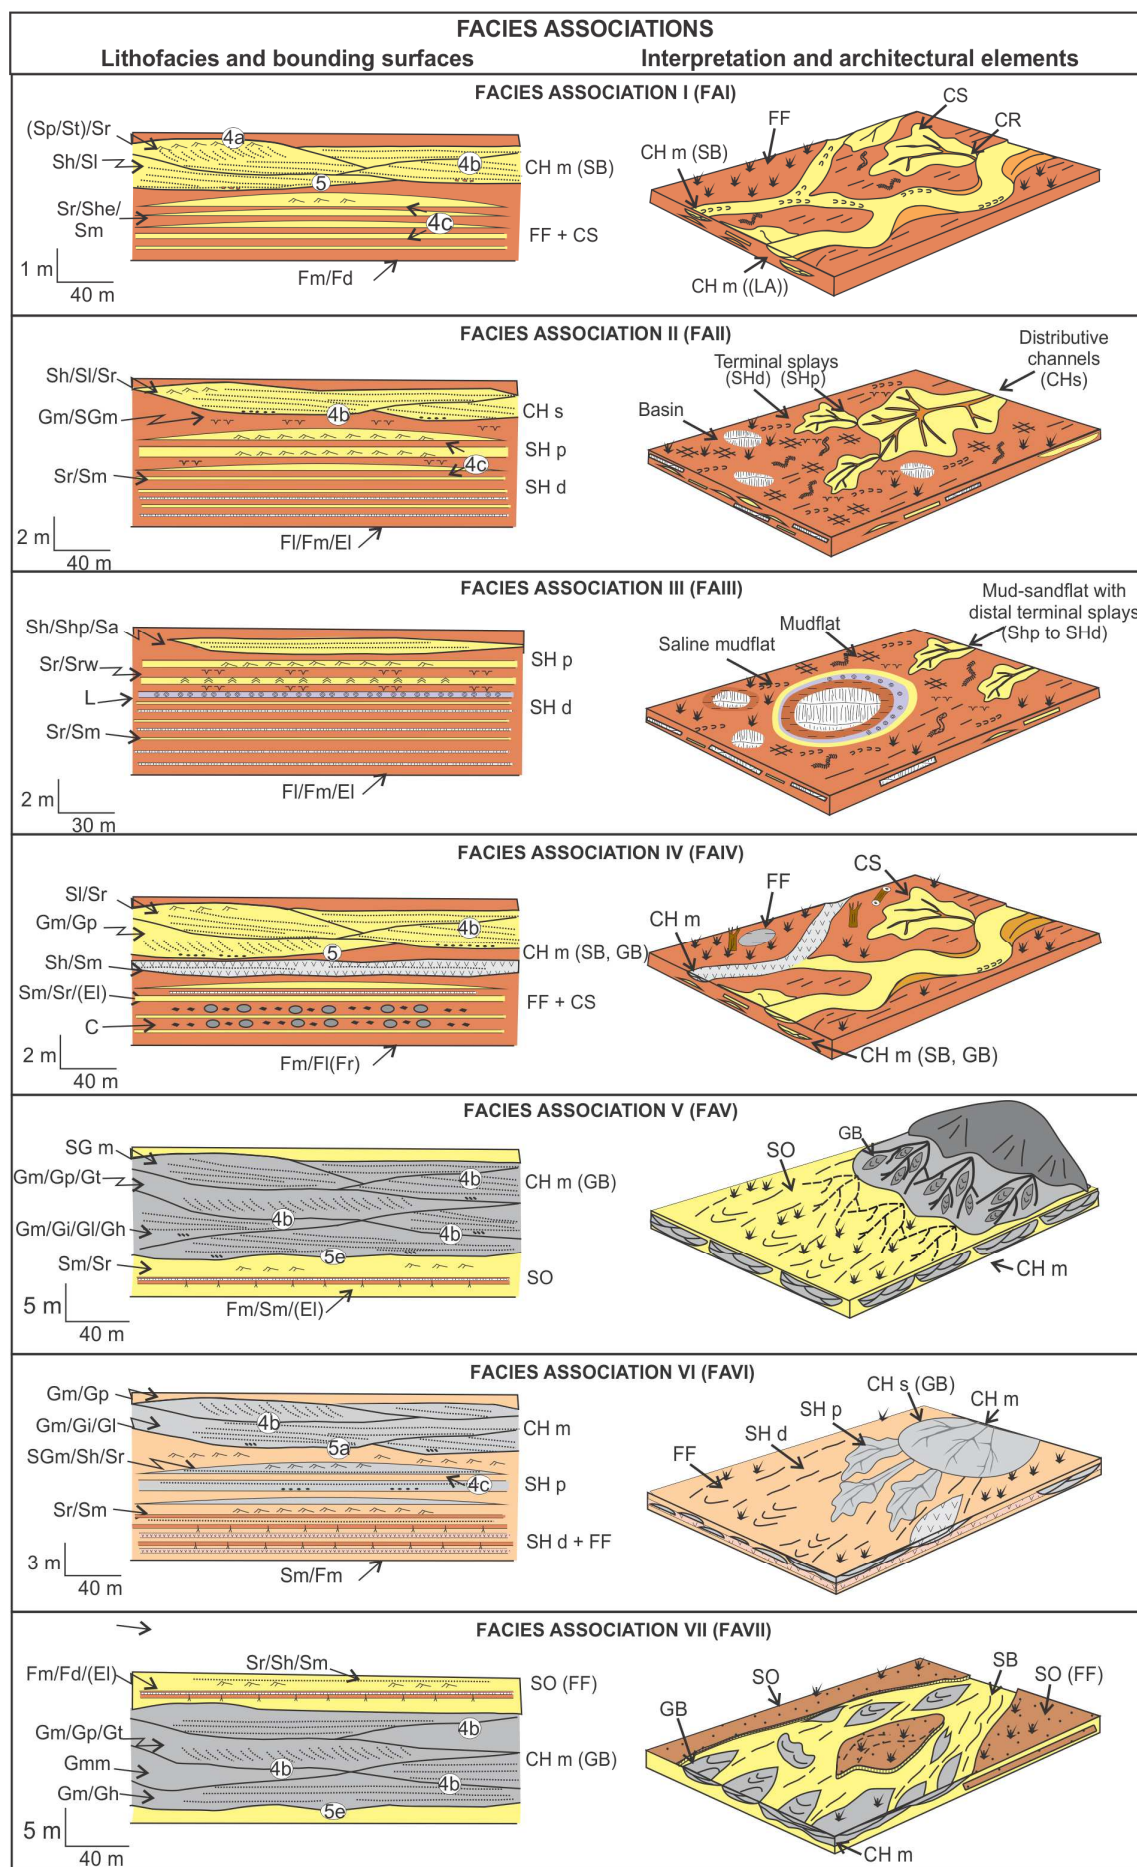 FACIES ASSOCIATIONS
Lithofacies and bounding surfaces
Interpretation and architectural elements
FACIES ASSOCIATION I (FAI)
(Sp/St)/Sr
Sh/Sl
Sr/She/
Sm
4a
4b
5
4c
CH m (SB)
FF + CS
Fm/Fd
1 m
40 m
CH m (SB)
FF
CS
CR
CH m ((LA))
FACIES ASSOCIATION II (FAII)
Sh/Sl/Sr
Gm/SGm
Sr/Sm
4b
4c
CH s
SH p
SH d
Fl/Fm/El
2 m
40 m
Basin
Terminal splays
(SHd) (SHp)
Distributive
channels
(CHs)
FACIES ASSOCIATION III (FAIII)
Sh/Shp/Sa
Sr/Srw
L
Sr/Sm
SH p
SH d
Fl/Fm/El
2 m
30 m
Saline mudflat
Mudflat
Mud-sandflat with
distal terminal splays
(Shp to SHd)
FACIES ASSOCIATION IV (FAIV)
Sl/Sr
Gm/Gp
Sh/Sm
Sm/Sr/(El)
C
4b
5
CH m (SB, GB)
FF + CS
Fm/Fl(Fr)
2 m
40 m
CH m
FF
CS
CH m (SB, GB)
FACIES ASSOCIATION V (FAV)
SG m
Gm/Gp/Gt
Gm/Gi/Gl/Gh
Sm/Sr
4b
4b
4b
5e
CH m (GB)
SO
Fm/Sm/(El)
5 m
40 m
SO
GB
CH m
FACIES ASSOCIATION VI (FAVI)
Gm/Gp
Gm/Gi/Gl
SGm/Sh/Sr
Sr/Sm
4b
5a
4c
CH m
SH p
SH d + FF
Sm/Fm
3 m
40 m
FF
SH d
SH p
CH s (GB)
CH m
FACIES ASSOCIATION VII (FAVII)
Fm/Fd/(El)
Sr/Sh/Sm
Gm/Gp/Gt
Gmm
Gm/Gh
4b
4b
4b
5e
SO (FF)
CH m (GB)
5 m
40 m
GB
SO
SB
SO (FF)
CH m